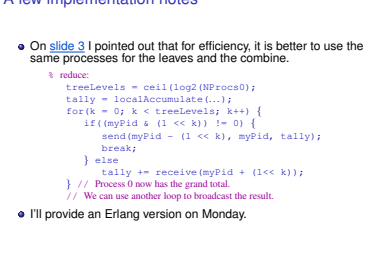 A few implementation notes
On slide 3 I pointed out that for efficiency, it is better to use the
same processes for the leaves and the combine.
% reduce:
treeLevels = ceil(log2(NProcs0);
tally = localAccumulate(...);
for(k = 0; k < treeLevels; k++) {
if((myPid & (1 << k)) != 0) {
send(myPid - (1 << k), myPid, tally);
break;
} else
tally += receive(myPid + (1<< k));
} // Process 0 now has the grand total.
// We can use another loop to broadcast the result.
I'll provide an Erlang version on Monday.